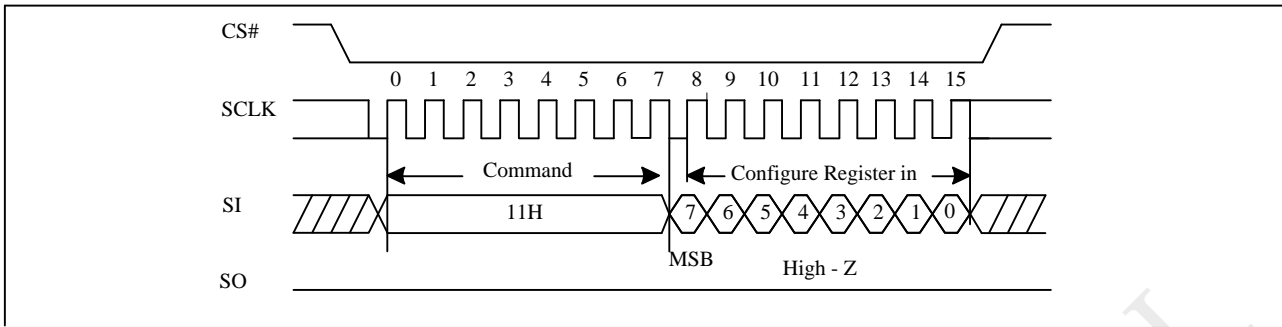 CS#
0 1 2 3 4 5 6 7 8 9 10 11 12 13 14 15
SCLK
Command Configure Register in
SI 11H 7 6 5 4 3 2 1 0
MSB High - Z
SO